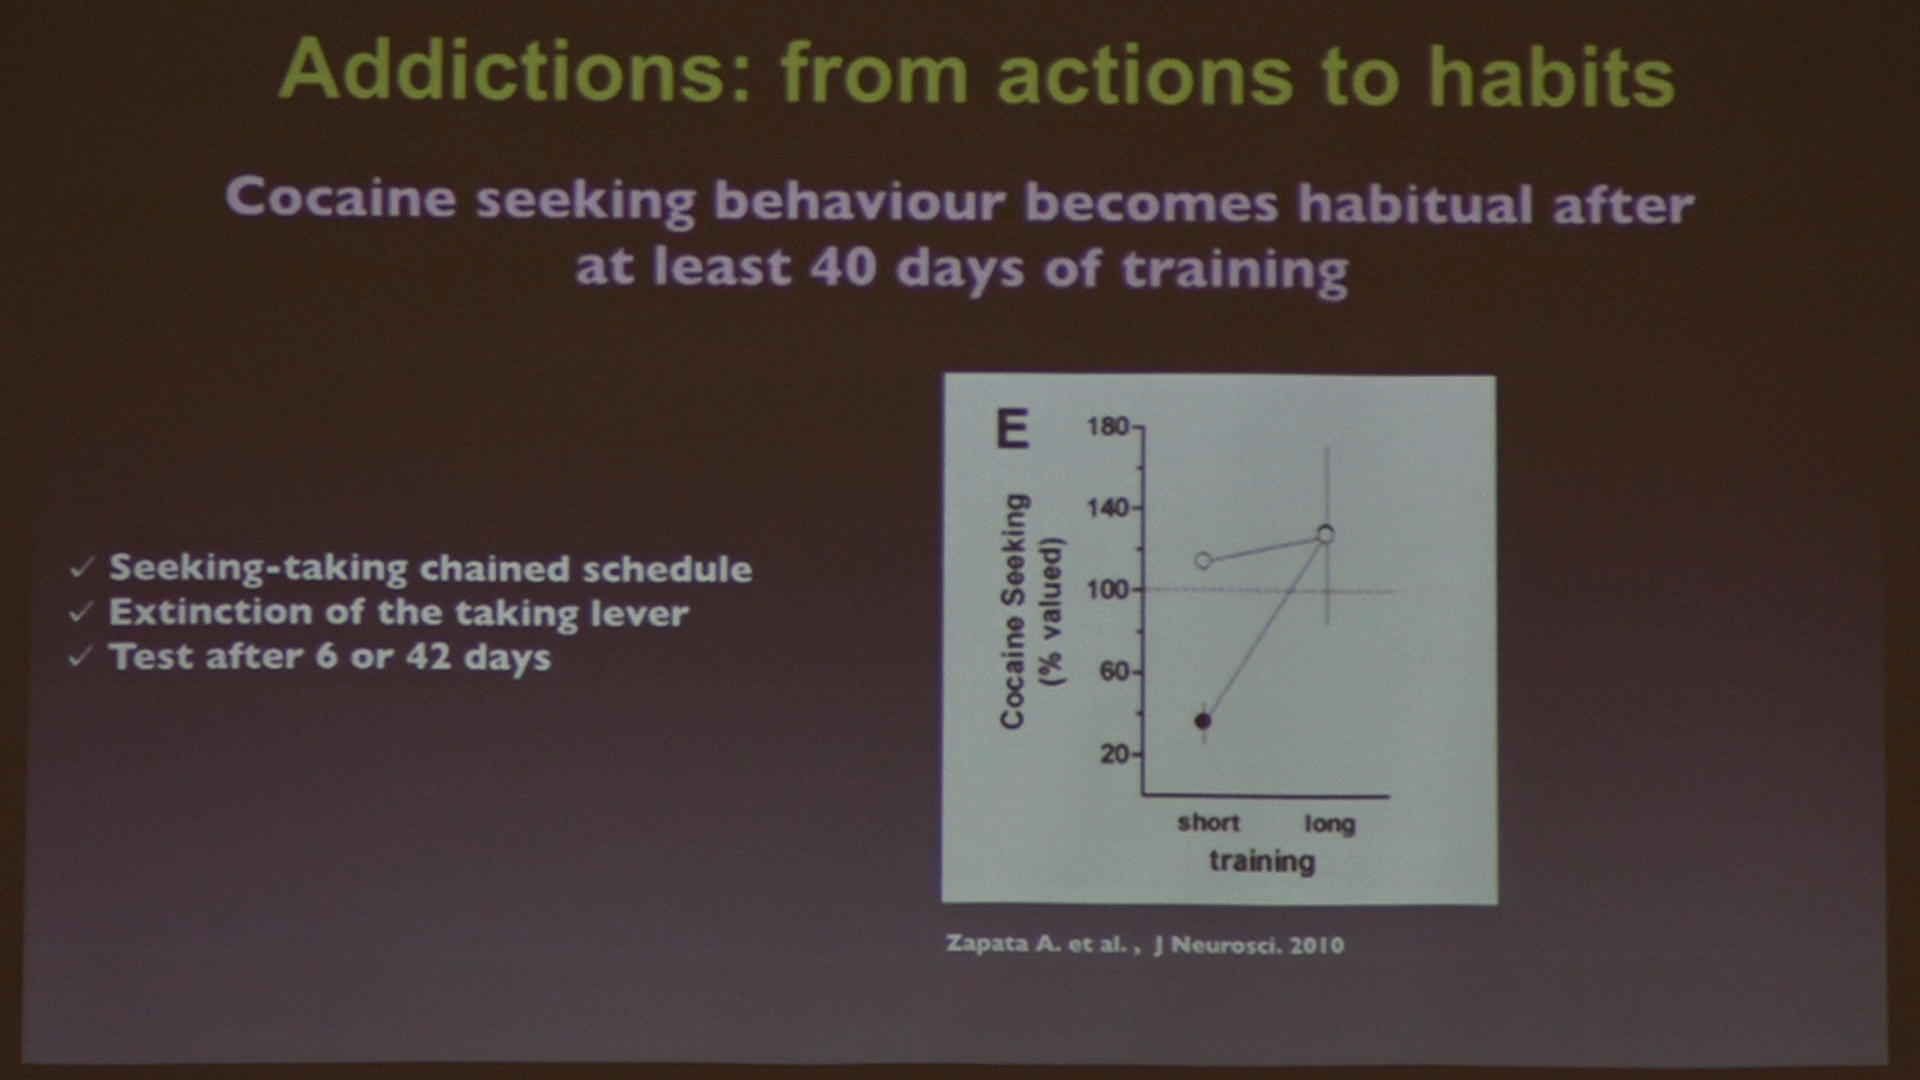 Addictions: from actions to habits
Cocaine seeking behaviour becomes habitual after
at least 40 days of training
✓ Seeking-taking chained schedule
✓ Extinction of the taking lever
✓ Test after 6 or 42 days
E
Cocaine Seeking
(% valued)
180
140
100
60
20
short long
training
Zapata A. et al. , J Neurosci. 2010